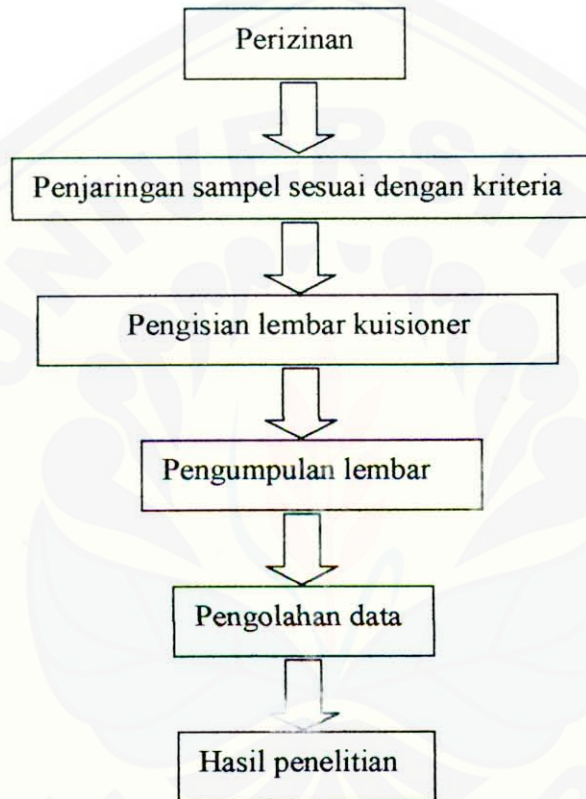 Perizinan
Penjaringan sampel sesuai dengan kriteria
Pengisian lembar kuisioner
Pengumpulan lembar
Pengolahan data
Hasil penelitian